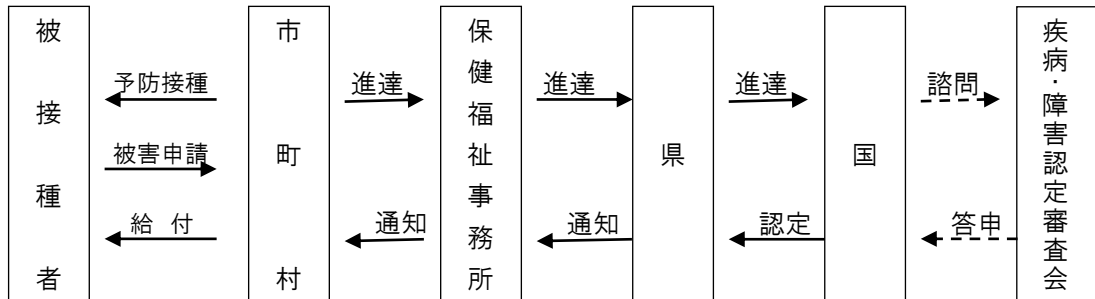 被接種者
予防接種
被害申請
給 付
市町村
進達
通知
保健福祉事務所
進達
通知
県
進達
認定
国
諮問
答申
疾病・障害認定審査会